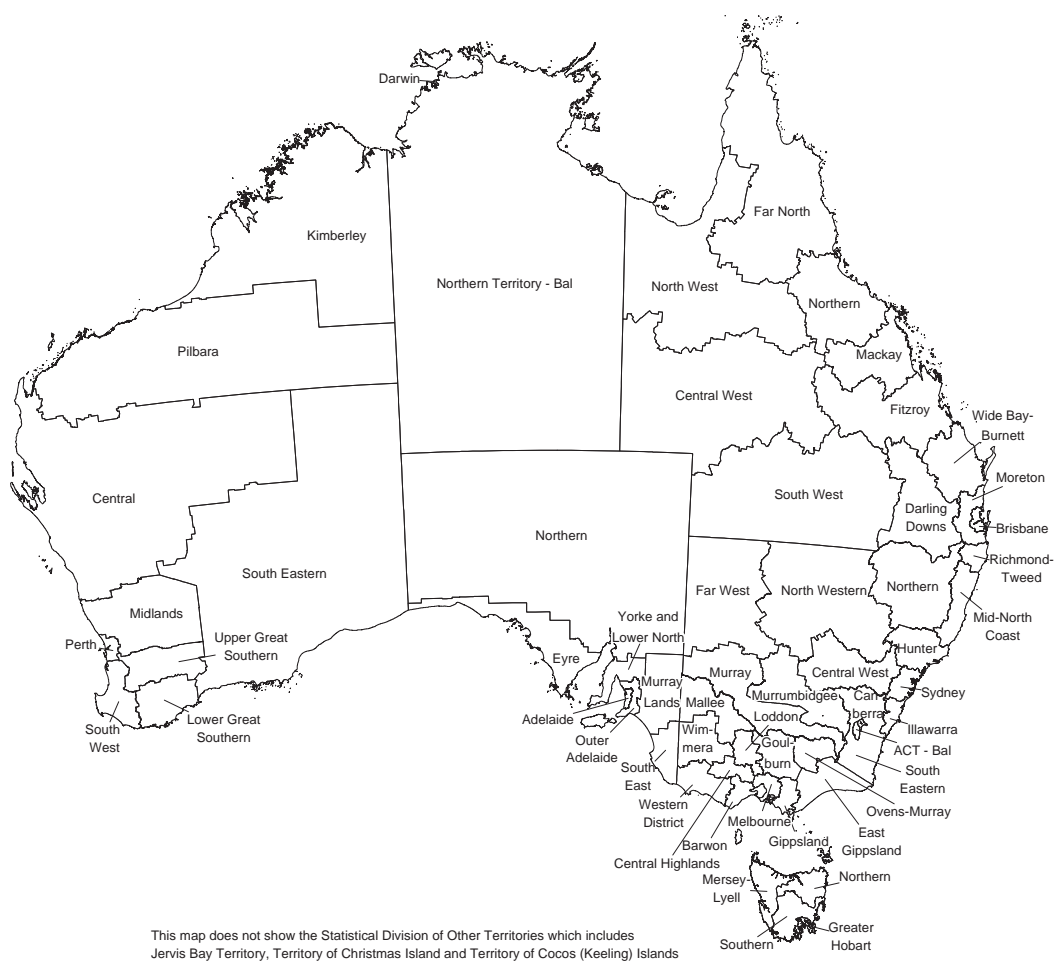 Darwin
Far North
Kimberley
Northern Territory - Bal
North West
Northern
Pilbara
Mackay
Central West
Fitzroy
Wide Bay-
Burnett
Moreton
Central
South West
Darling
Downs
Brisbane
Northern
Richmond-
Tweed
South Eastern
Far West
North Western
Northern
Midlands
Yorke and
Lower North
Mid-North
Coast
Perth
Upper Great
Southern
Hunter
Eyre
Murray
Lands
Murray
Central West
Mallee
Murrumbidgee
Can-
berra
Sydney
South
West
Lower Great
Southern
Adelaide
Outer
Adelaide
Wim-
mera
Loddon
Goul-
burn
Illawarra
ACT - Bal
South
East
South
Eastern
Western
District
Melbourne
Ovens-Murray
Barwon
Gippsland
East
Gippsland
Central Highlands
Mersey-
Lyell
Northern
Southern
Greater
Hobart
This map does not show the Statistical Division of Other Territories which includes
Jervis Bay Territory, Territory of Christmas Island and Territory of Cocos (Keeling) Islands